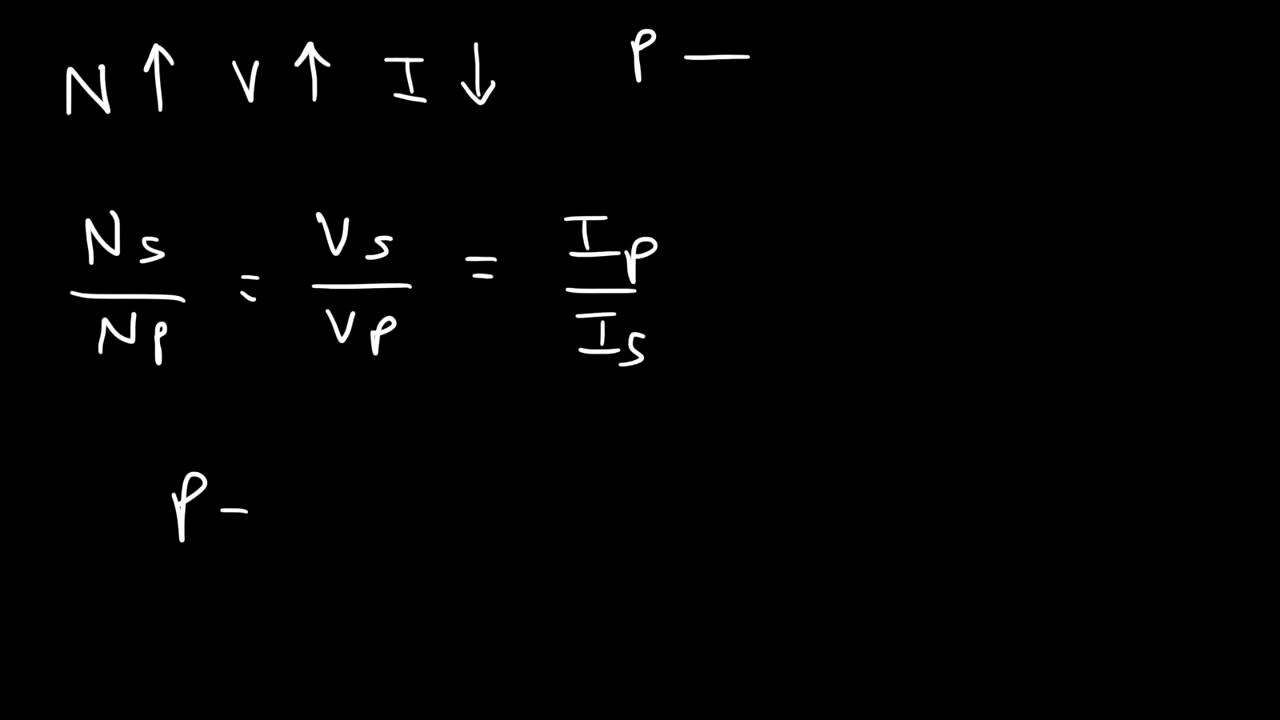 N ↑ V ↑ I ↓ P —
Ns/Np = Vs/Vp = Ip/Is
P -